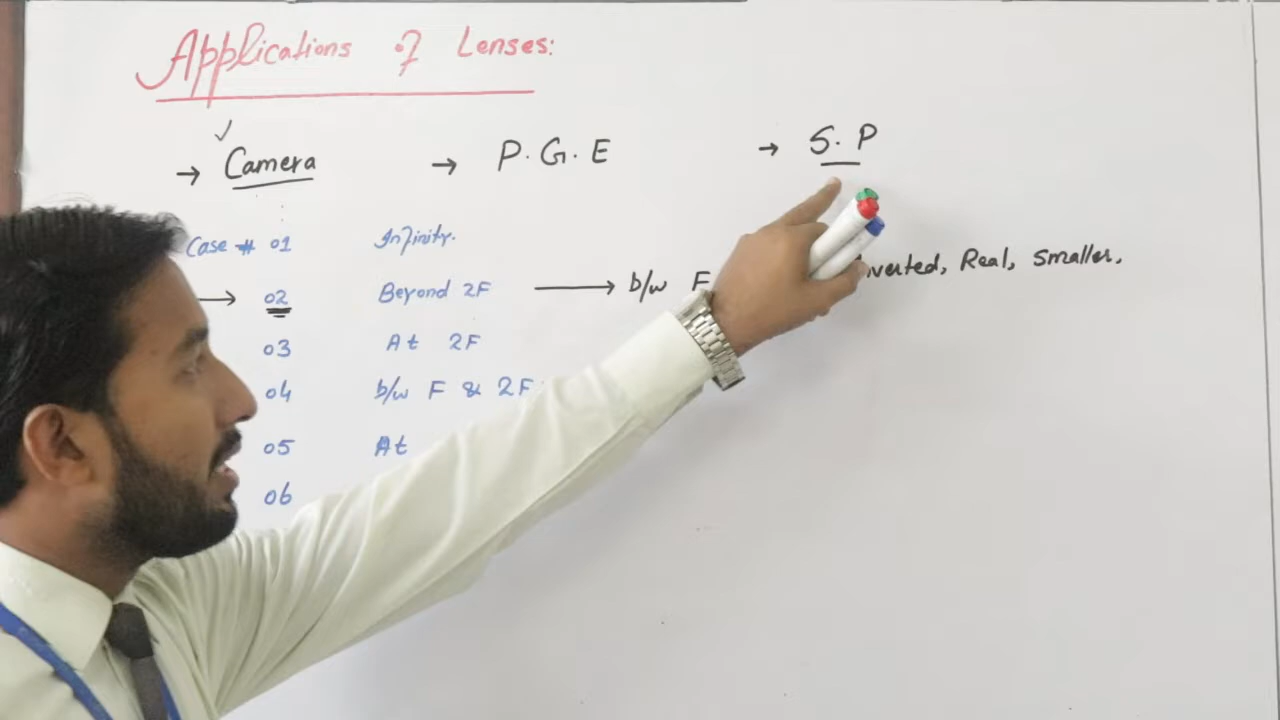 Applications of Lenses:
✓
→ Camera → P.G.E → S.P
Case # 01 Infinity.
→ 02 Beyond 2F → b/w F Inverted, Real, Smaller,
03 At 2F
04 b/w F & 2F
05 At
06